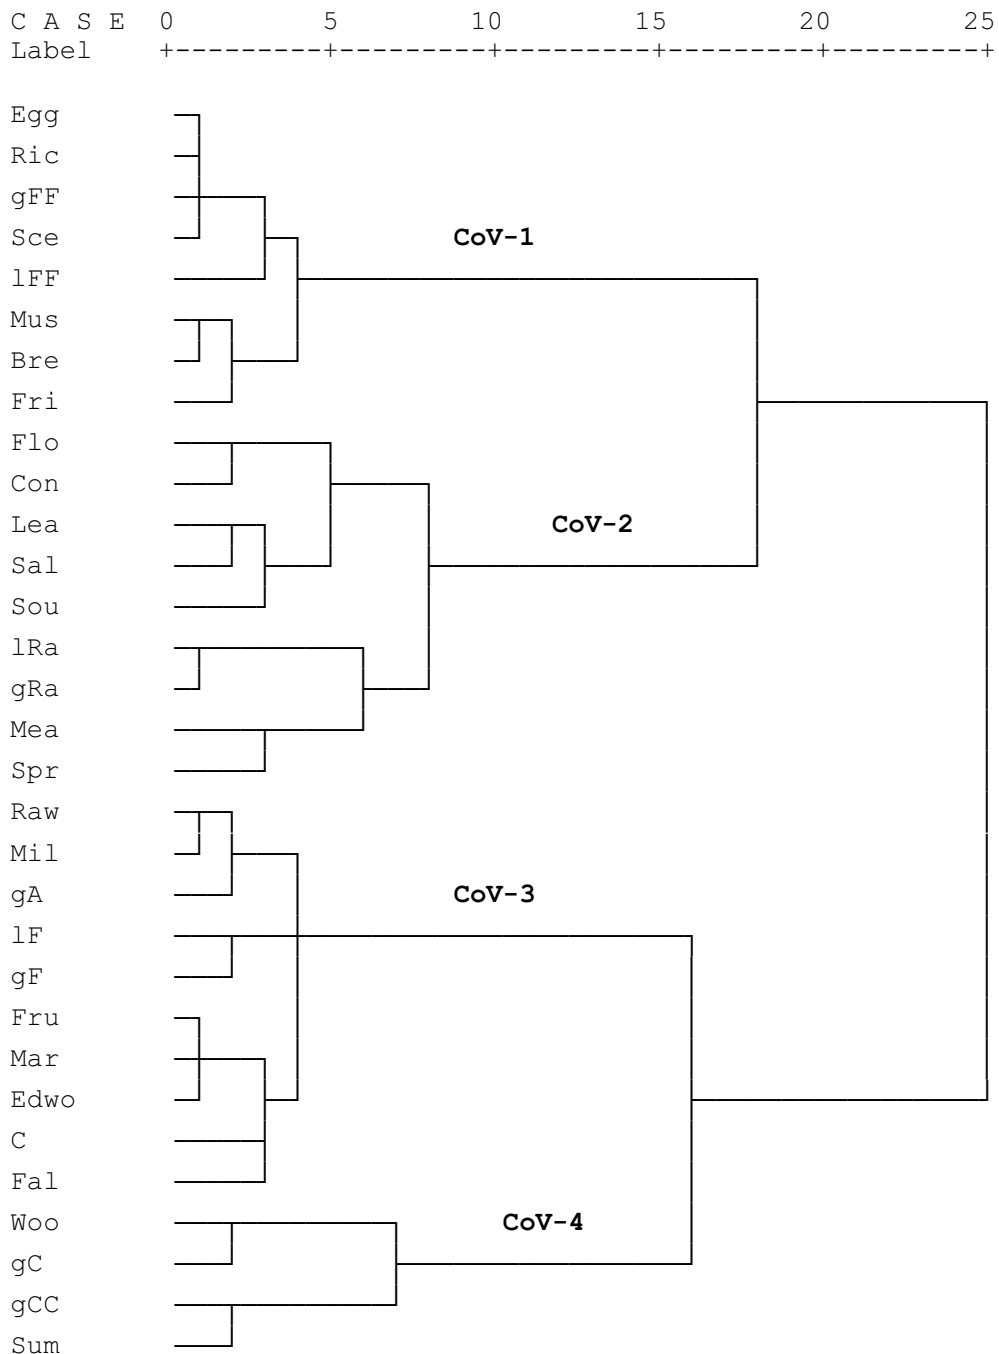 C A S E 0 5 10 15 20 25
Label +---------+---------+---------+---------+---------+
Egg
Ric
gFF
Sce CoV-1
lFF
Mus
Bre
Fri
Flo
Con
Lea CoV-2
Sal
Sou
lRa
gRa
Mea
Spr
Raw
Mil
gA CoV-3
lF
gF
Fru
Mar
Edwo
C
Fal
Woo CoV-4
gC
gCC
Sum